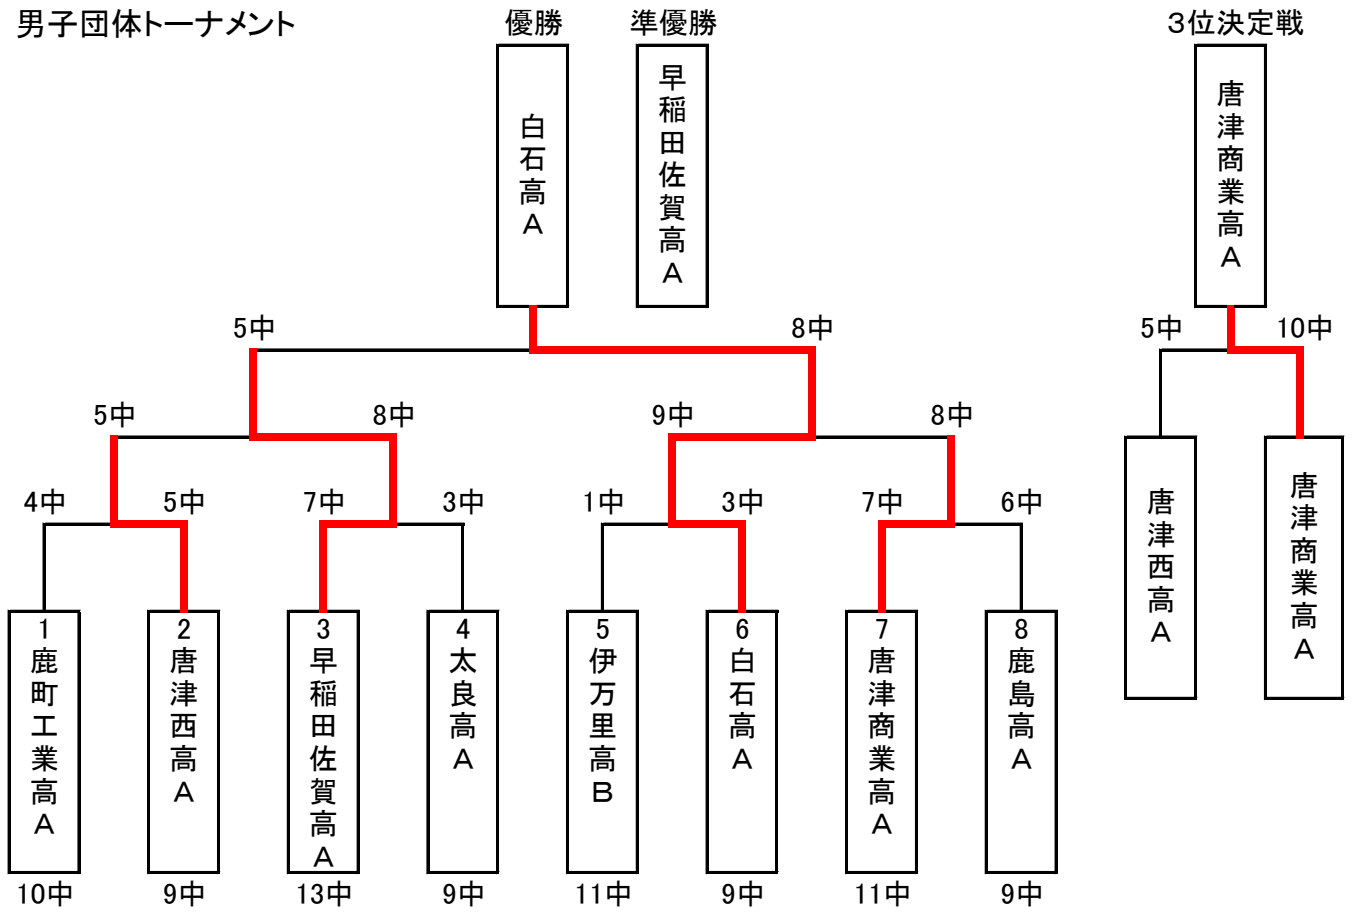 男子団体トーナメント
優勝
準優勝
3位決定戦
白石高A
早稲田佐賀高A
唐津商業高A
5中
8中
5中
10中
5中
8中
9中
8中
4中
5中
7中
3中
1中
3中
7中
6中
唐津西高A
唐津商業高A
1鹿町工業高A
2唐津西高A
3早稲田佐賀高A
4太良高A
5伊万里高B
6白石高A
7唐津商業高A
8鹿島高A
10中
9中
13中
9中
11中
9中
11中
9中